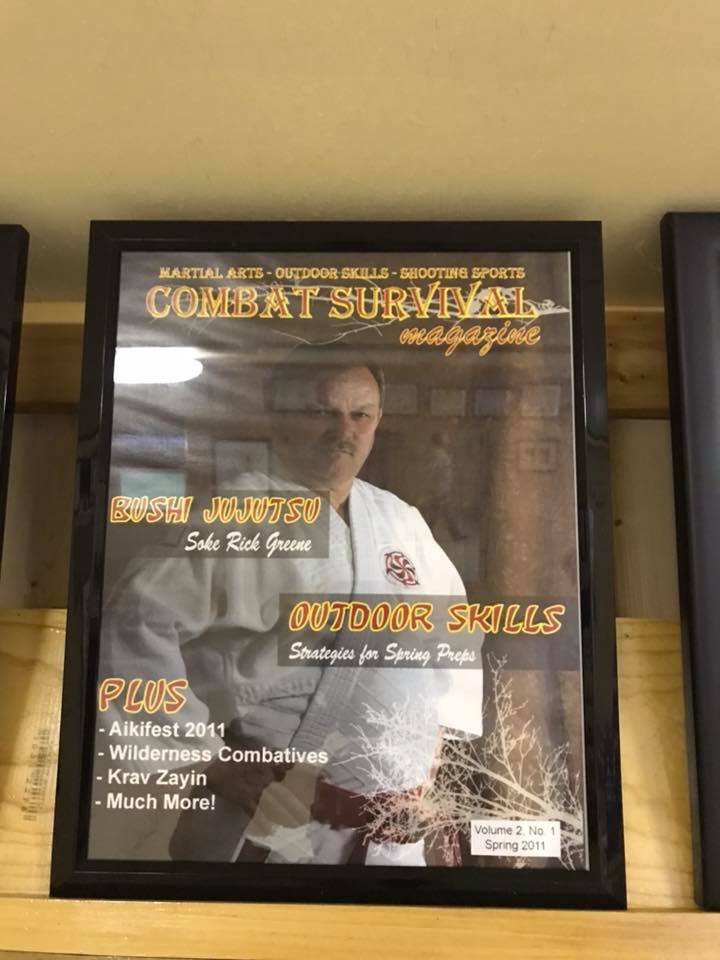 MARTIAL ARTS - OUTDOOR SKILLS - SHOOTING SPORTS
COMBAT SURVIVAL
magazine
BUSHI JUJUTSU
Soke Rick Greene
OUTDOOR SKILLS
Strategies for Spring Preps
PLUS
- Aikifest 2011
- Wilderness Combatives
- Krav Zayin
- Much More!
Volume 2, No 1
Spring 2011